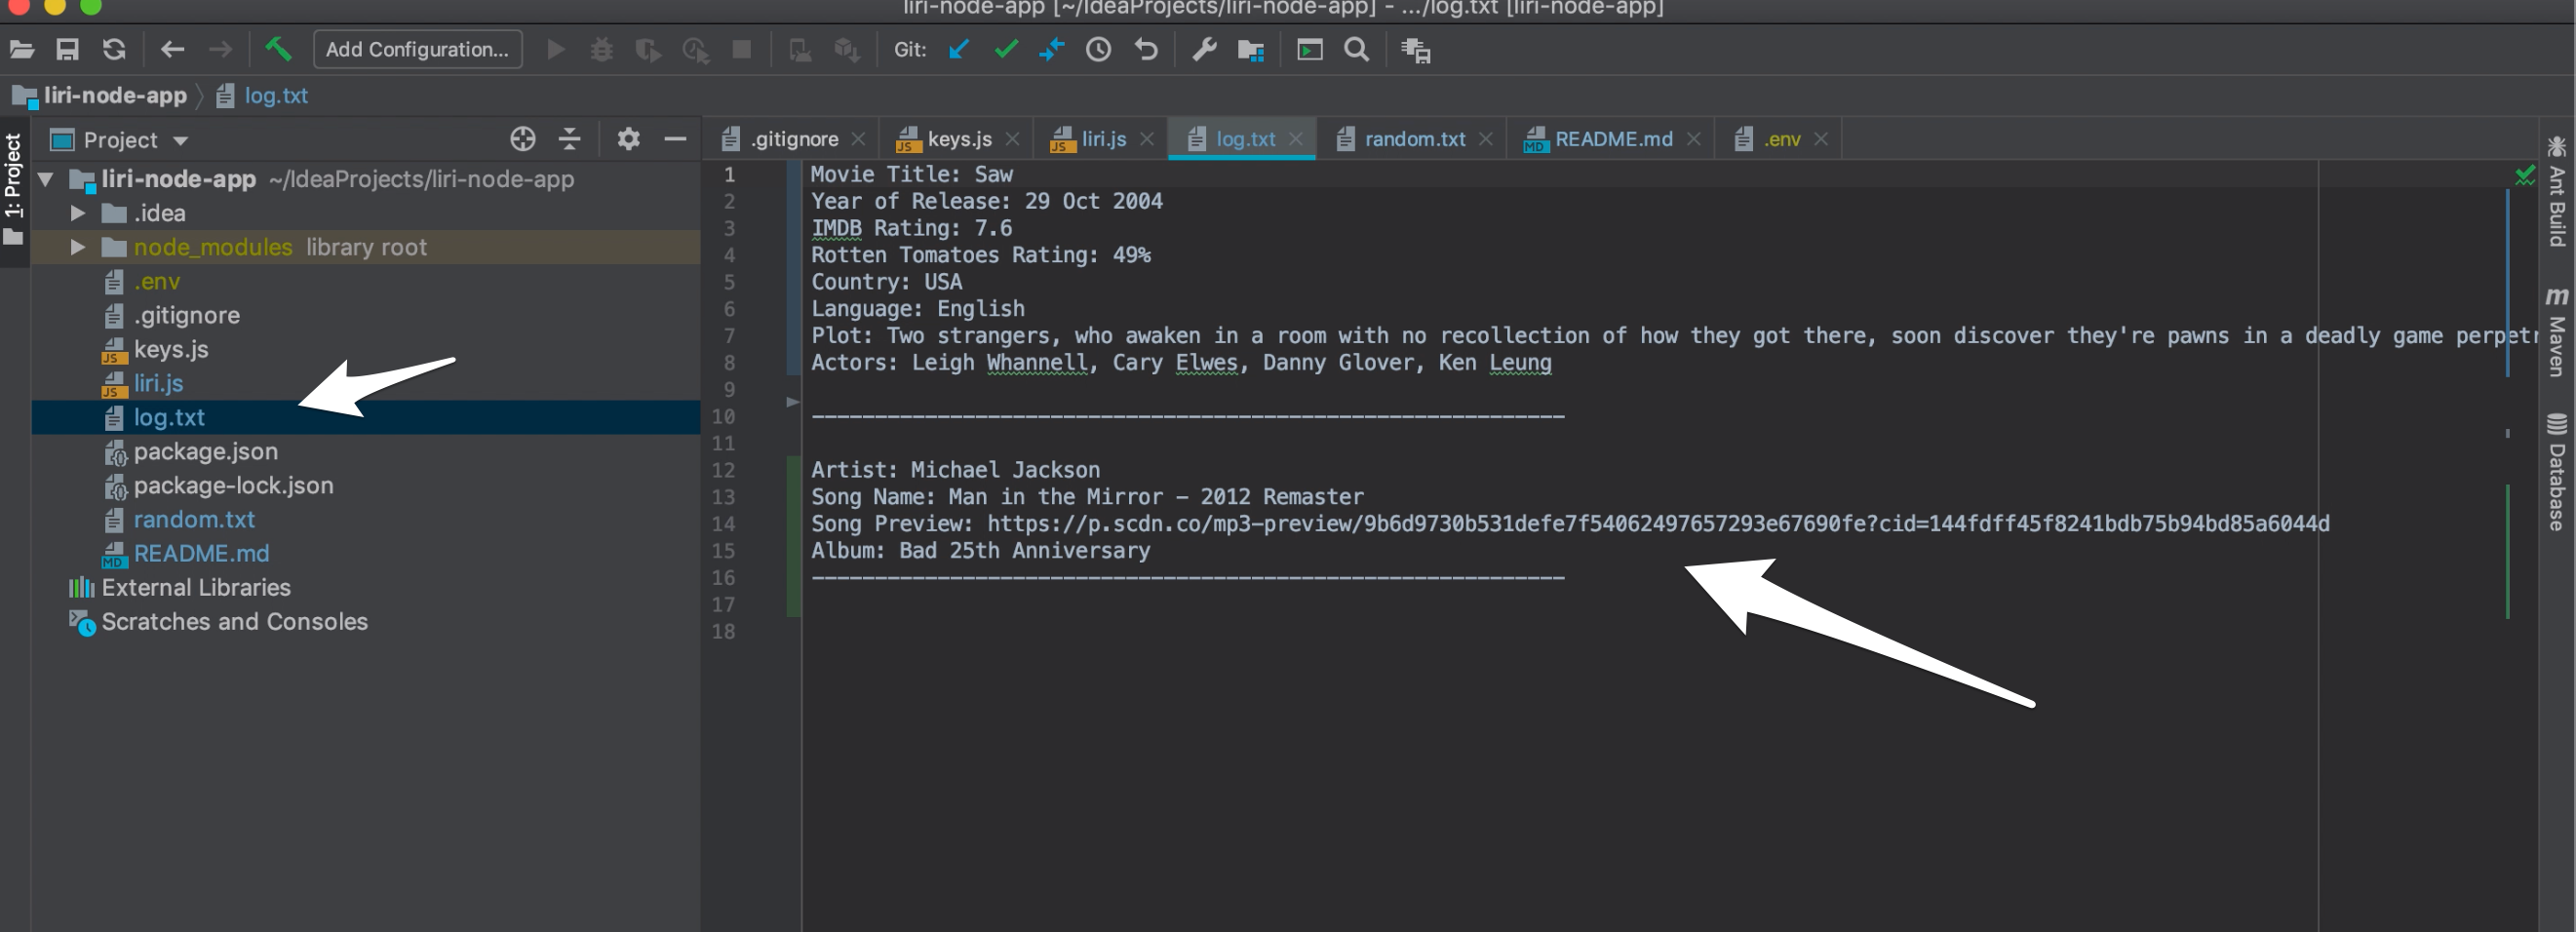 liri-node-app [~/IdeaProjects/liri-node-app] - .../log.txt [liri-node-app]
Add Configuration...
Git:
liri-node-app
log.txt
1: Project
Project
liri-node-app ~/IdeaProjects/liri-node-app
.idea
node_modules library root
.env
.gitignore
JS keys.js
JS liri.js
log.txt
package.json
package-lock.json
random.txt
MD README.md
External Libraries
Scratches and Consoles
.gitignore
JS keys.js
JS liri.js
log.txt
random.txt
MD README.md
.env
1 Movie Title: Saw
2 Year of Release: 29 Oct 2004
3 IMDB Rating: 7.6
4 Rotten Tomatoes Rating: 49%
5 Country: USA
6 Language: English
7 Plot: Two strangers, who awaken in a room with no recollection of how they got there, soon discover they're pawns in a deadly game perpetr
8 Actors: Leigh Whannell, Cary Elwes, Danny Glover, Ken Leung
9
10 ------------------------------------------------------------
11
12 Artist: Michael Jackson
13 Song Name: Man in the Mirror - 2012 Remaster
14 Song Preview: https://p.scdn.co/mp3-preview/9b6d9730b531defe7f54062497657293e67690fe?cid=144fdff45f8241bdb75b94bd85a6044d
15 Album: Bad 25th Anniversary
16 ------------------------------------------------------------
17
18
Ant Build
m Maven
Database